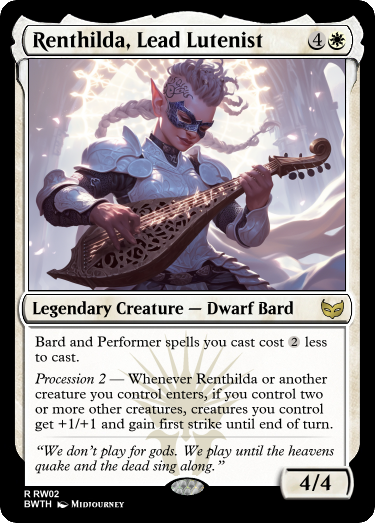 Renthilda, Lead Lutenist 4
Legendary Creature — Dwarf Bard
Bard and Performer spells you cast cost 2 less
to cast.
Procession 2 — Whenever Renthilda or another
creature you control enters, if you control two
or more other creatures, creatures you control
get +1/+1 and gain first strike until end of turn.
“We don’t play for gods. We play until the heavens
quake and the dead sing along.”
4/4
R RW02
BWTH Midjourney